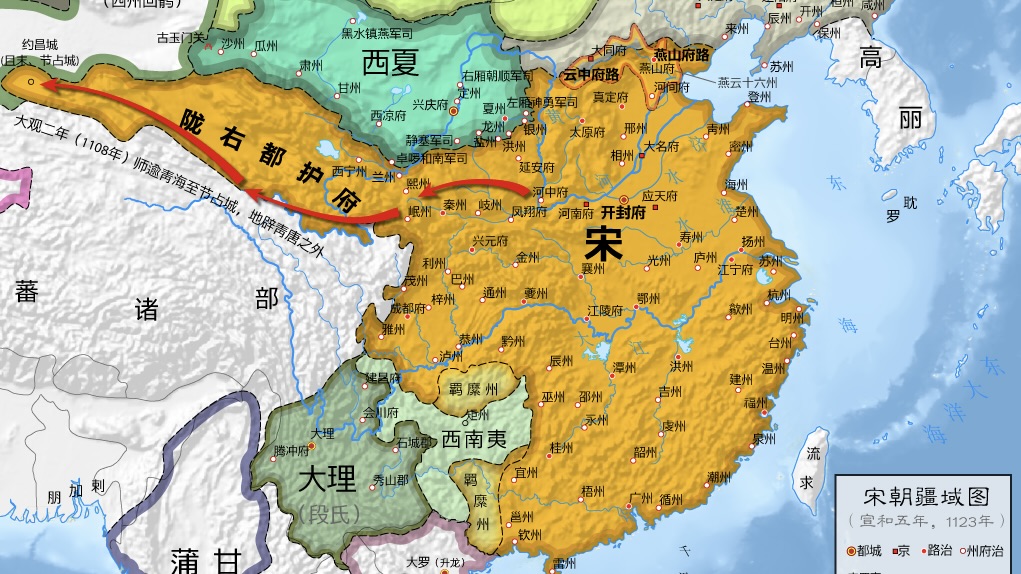 (西州回鹘)
黑水镇燕军司
古玉门关
沙州
瓜州
肃州
甘州
西凉府
西夏
右厢朝顺军司
定州
兴庆府
夏州
左厢神勇军司
银州
龙州
静塞军司
盐州
洪州
卓啰和南军司
延安府
约昌城
(且末、节占城)
陇右都护府
大观二年（1108年）师逾青海至节占城，地辟青唐之外
西宁州
兰州
熙州
岷州
秦州
岐州
凤翔府
河中府
河南府
开封府
应天府
大同府
云中府路
燕山府路
燕山府
河间府
真定府
太原府
邢州
相州
大名府
青州
密州
登州
燕云十六州
来州
苏州
辰州
开州
保州
咸州
高丽
耽罗
河
海州
楚州
扬州
寿州
庐州
光州
江宁府
苏州
杭州
明州
台州
温州
歙州
宋
兴元府
金州
襄州
利州
巴州
茂州
梓州
通州
夔州
成都府
雅州
江陵府
鄂州
恭州
泸州
黔州
江
辰州
潭州
洪州
建州
福州
泉州
吉州
虔州
巫州
邵州
永州
桂州
韶州
潮州
宜州
梧州
广州
循州
邕州
钦州
雷州
羁縻州
矩州
西南夷
羁縻州
建昌府
会川府
大理
石城郡
腾冲府
秀山郡
大理
（段氏）
蕃诸部
朋加剌
蒲甘
大罗（升龙）
流求
东海
东大洋海
宋朝疆域图
（宣和五年，1123年）
都城 京 路治 州府治